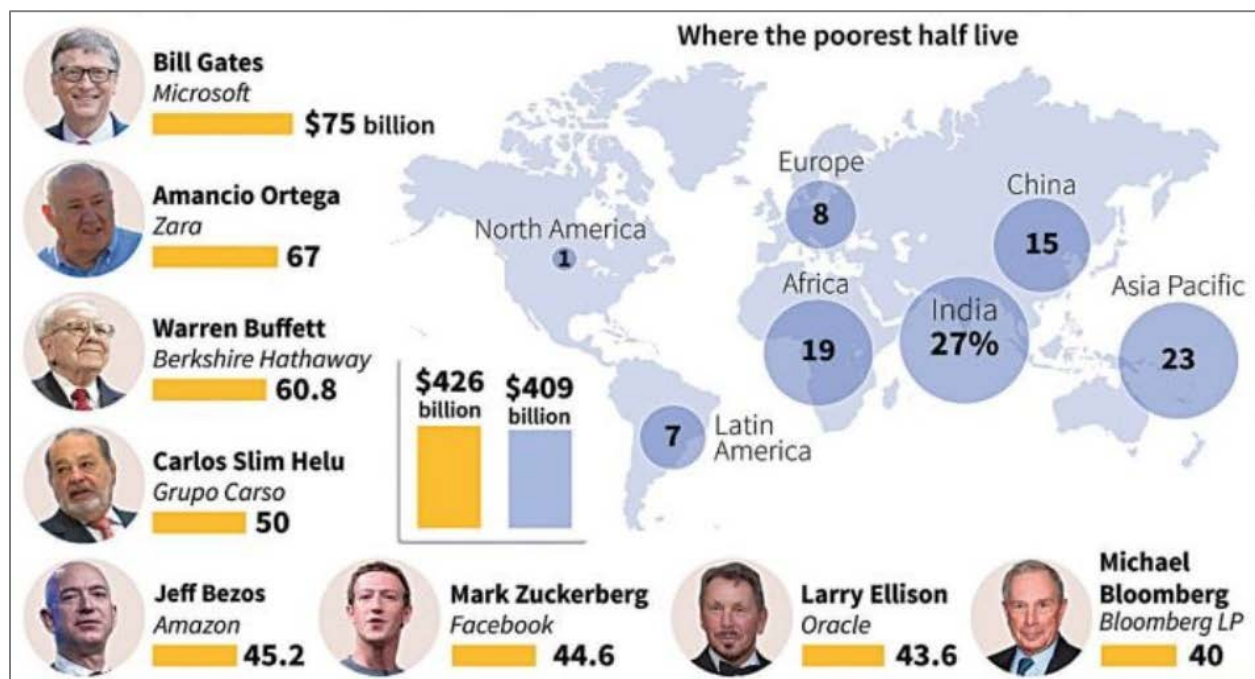 Where the poorest half live
Bill Gates
Microsoft
$75 billion
Amancio Ortega
Zara
67
Warren Buffett
Berkshire Hathaway
60.8
Carlos Slim Helu
Grupo Carso
50
North America
1
Europe
8
China
15
Africa
19
India
27%
Asia Pacific
23
7
Latin
America
$426
billion
$409
billion
Jeff Bezos
Amazon
45.2
Mark Zuckerberg
Facebook
44.6
Larry Ellison
Oracle
43.6
Michael
Bloomberg
Bloomberg LP
40